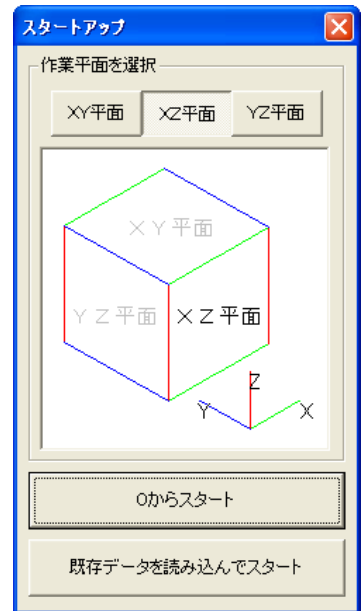 スタートアップ
作業平面を選択
XY平面 XZ平面 YZ平面
XY平面
YZ平面 XZ平面
Z
Y X
0からスタート
既存データを読み込んでスタート